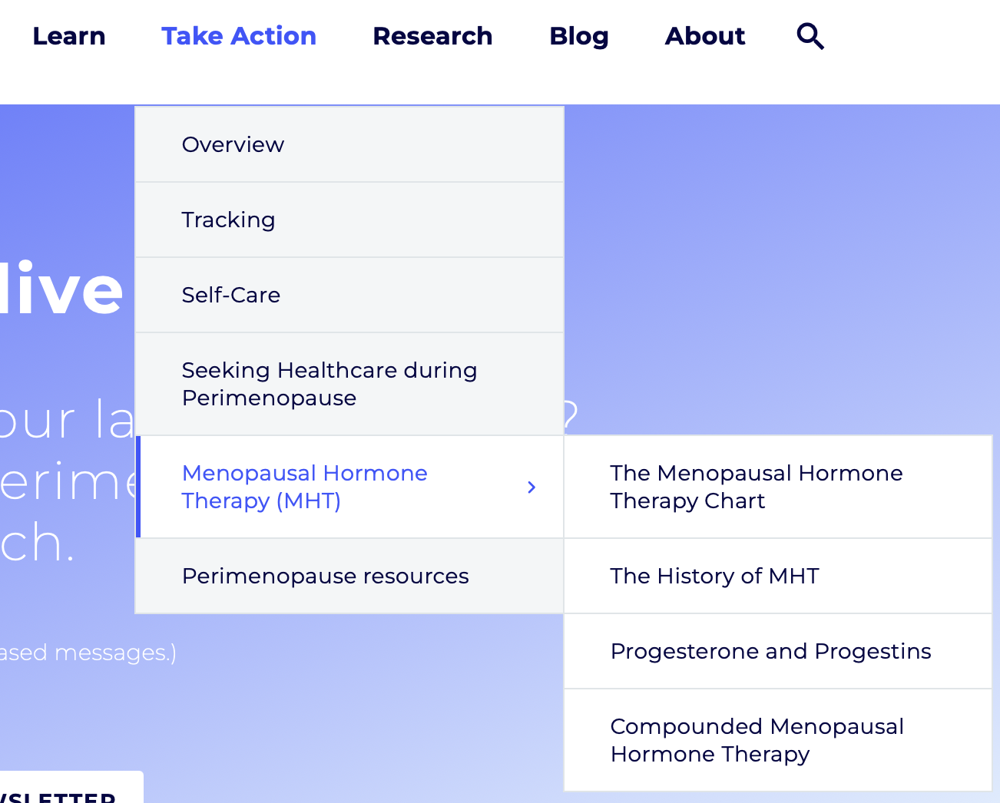 Learn Take Action Research Blog About
Overview
Tracking
Self-Care
Seeking Healthcare during
Perimenopause
Menopausal Hormone
Therapy (MHT)
Perimenopause resources
The Menopausal Hormone
Therapy Chart
The History of MHT
Progesterone and Progestins
Compounded Menopausal
Hormone Therapy
live
our la ?
erime
ch.
ased messages.)
WSLETTER